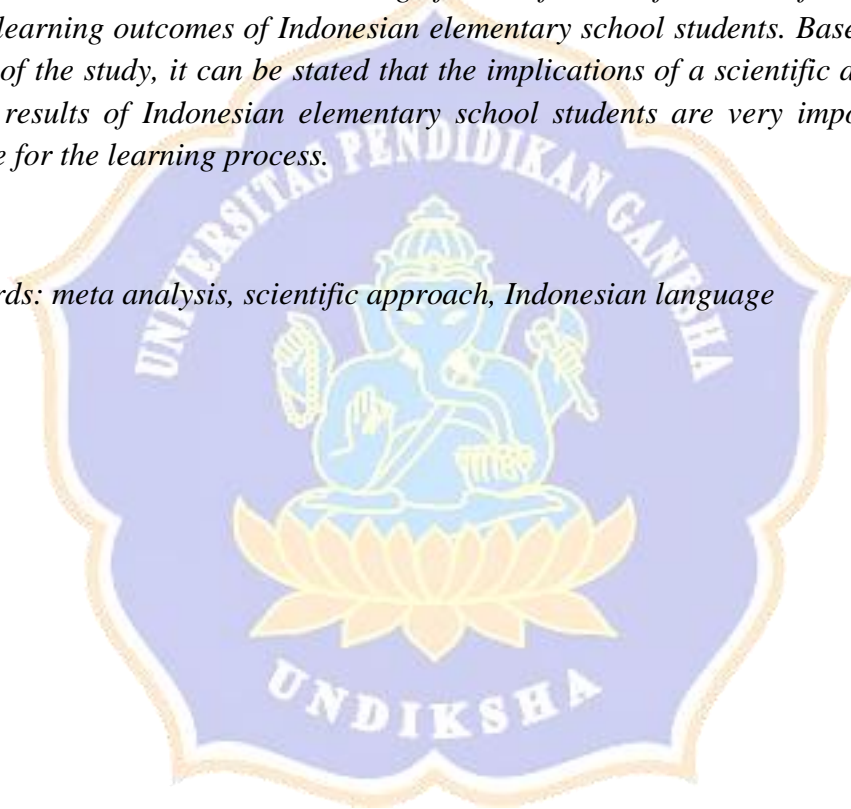 learning outcomes of Indonesian elementary school students. Base
of the study, it can be stated that the implications of a scientific a
results of Indonesian elementary school students are very impo
e for the learning process.
UNIVERSITAS PENDIDIKAN GANESHA
rds: meta analysis, scientific approach, Indonesian language
UNDIKSHA